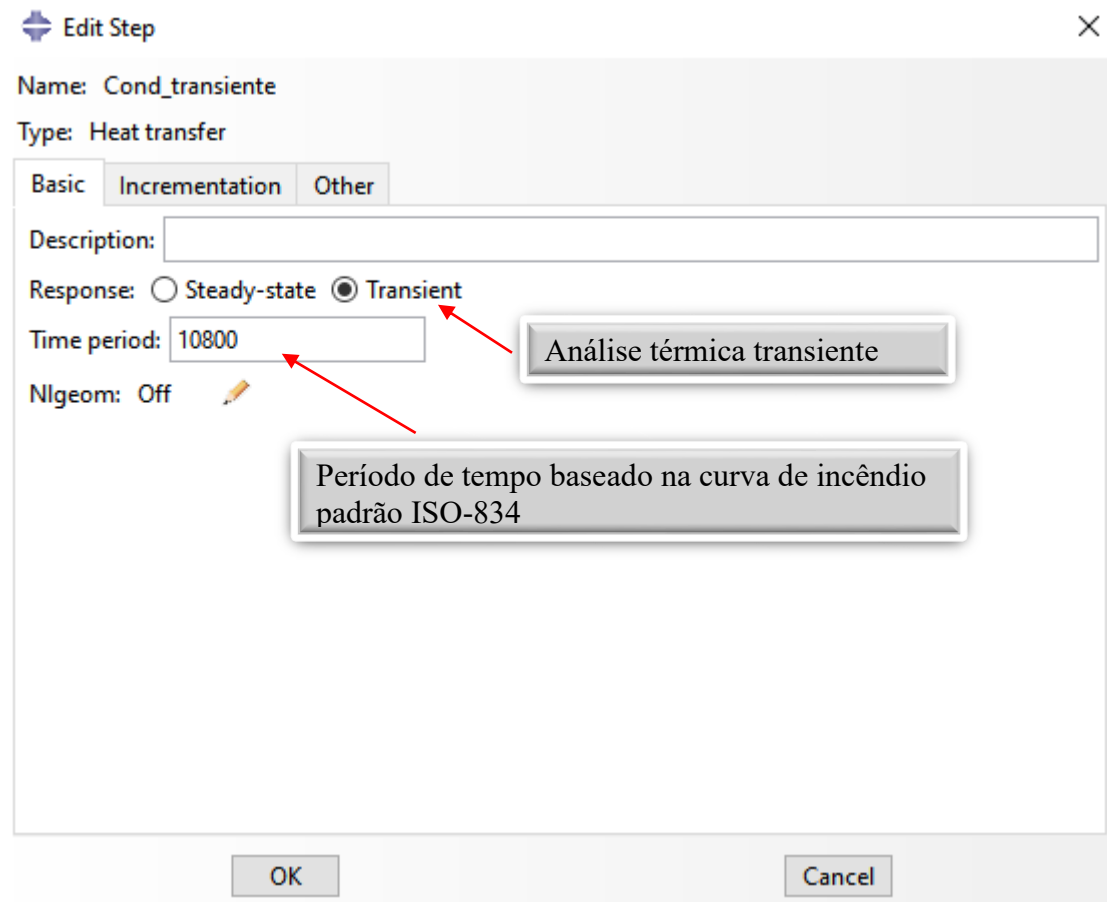 Edit Step
Name: Cond_transiente
Type: Heat transfer
Basic Incrementation Other
Description:
Response: Steady-state Transient
Time period: 10800
Análise térmica transiente
Nlgeom: Off
Período de tempo baseado na curva de incêndio
padrão ISO-834
OK Cancel